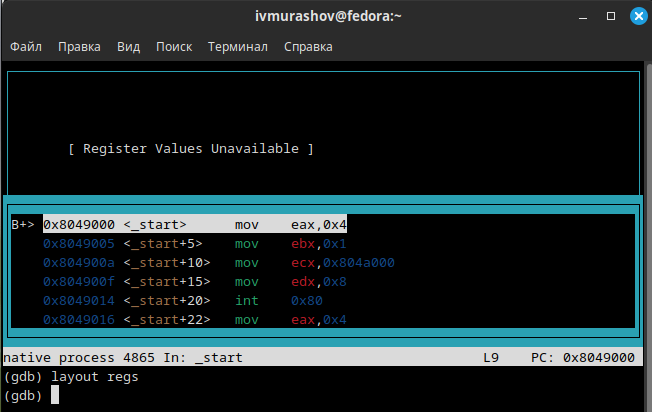 ivmurashov@fedora:~
Файл Правка Вид Поиск Терминал Справка
[ Register Values Unavailable ]
B+> 0x8049000 <_start> mov eax,0x4
0x8049005 <_start+5> mov ebx,0x1
0x804900a <_start+10> mov ecx,0x804a000
0x804900f <_start+15> mov edx,0x8
0x8049014 <_start+20> int 0x80
0x8049016 <_start+22> mov eax,0x4
native process 4865 In: _start L9 PC: 0x8049000
(gdb) layout regs
(gdb)